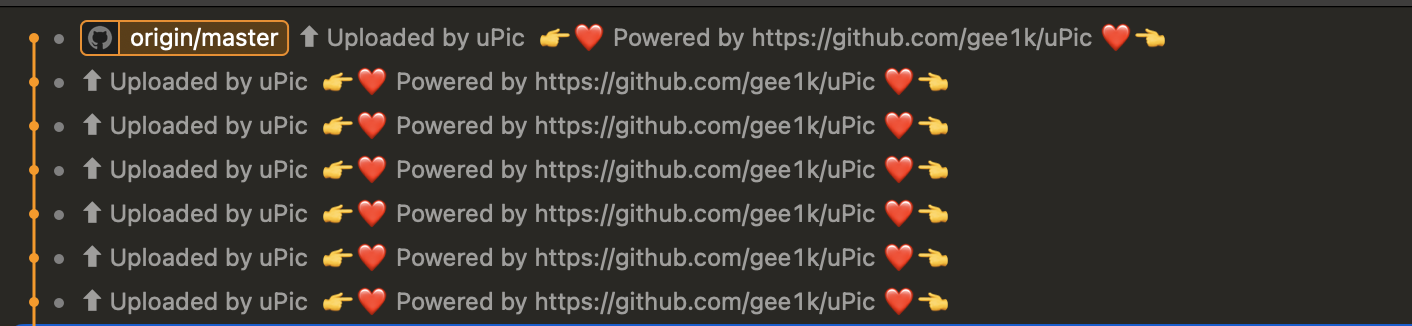 origin/master ⬆ Uploaded by uPic 👉❤️ Powered by https://github.com/gee1k/uPic ❤️👈
⬆ Uploaded by uPic 👉❤️ Powered by https://github.com/gee1k/uPic ❤️👈
⬆ Uploaded by uPic 👉❤️ Powered by https://github.com/gee1k/uPic ❤️👈
⬆ Uploaded by uPic 👉❤️ Powered by https://github.com/gee1k/uPic ❤️👈
⬆ Uploaded by uPic 👉❤️ Powered by https://github.com/gee1k/uPic ❤️👈
⬆ Uploaded by uPic 👉❤️ Powered by https://github.com/gee1k/uPic ❤️👈
⬆ Uploaded by uPic 👉❤️ Powered by https://github.com/gee1k/uPic ❤️👈